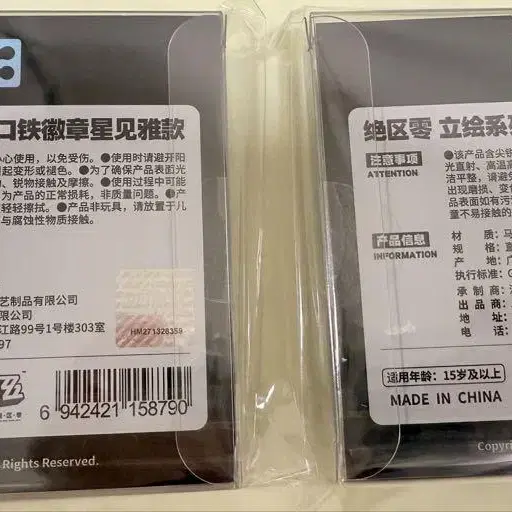 口铁徽章星见雅款
心使用，以免受伤。●使用时请避开阳
起变形或褪色。●为了确保产品表面光
、锐物接触及摩擦。●使用过程中可能
为产品的正常损耗，非质量问题。●产
轻轻擦拭。●产品非玩具，请放置于儿
与腐蚀性物质接触。
艺制品有限公司
限公司
江路99号1号楼303室
97
HM271328359
6 942421 158790
Rights Reserved.
绝区零 立绘系列
注意事项
ATTENTION
●该产品含尖铁
光直射、高温高
洁平整，请避免
出现磨损、变
品表面如有污
童不易接触的
产品信息
INFORMATION
材 质：马
规 格：直
产 地：广
执行标准：
承 制 商：
出 品 商：
地 址：
电 话：
适用年龄：15岁及以上
MADE IN CHINA
Copyri